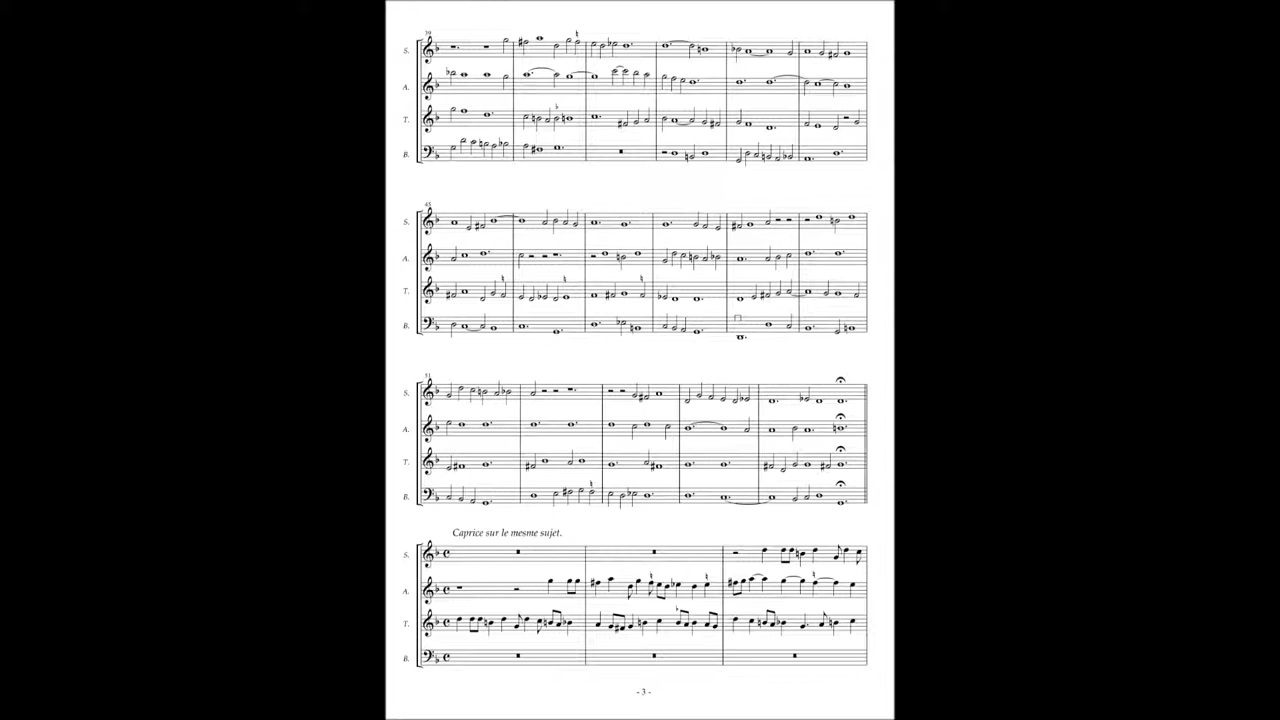 39
S.
A.
T.
B.
45
S.
A.
T.
B.
51
S.
A.
T.
B.
Caprice sur le mesme sujet.
S.
A.
T.
B.
- 3 -